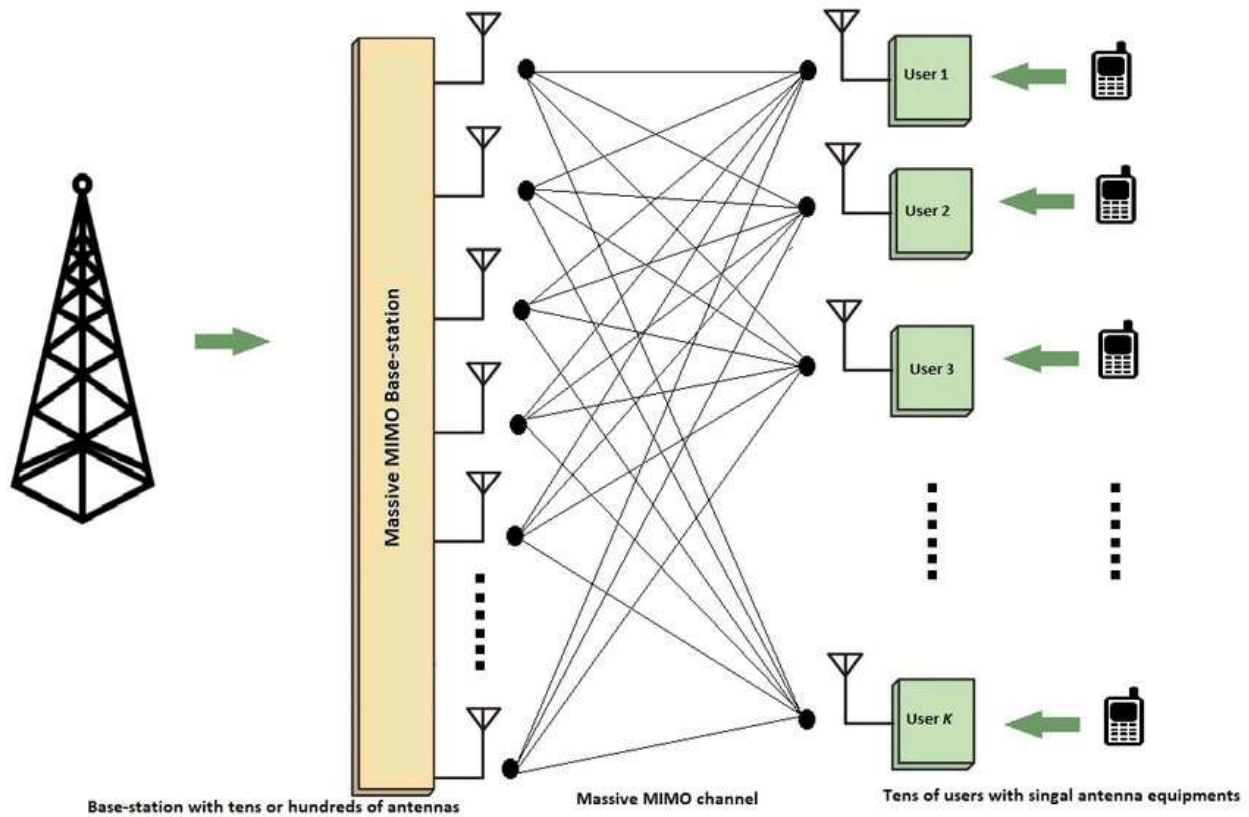 Massive MIMO Base-station
User 1
User 2
User 3
User K
Base-station with tens or hundreds of antennas
Massive MIMO channel
Tens of users with singal antenna equipments